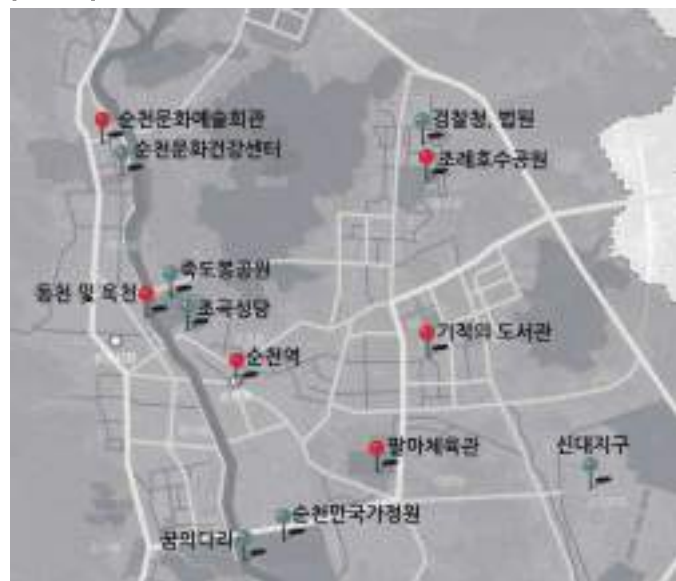 순천문화예술회관
순천문화건강센터
검찰청, 법원
조례호수공원
죽도봉공원
동천 및 옥천
조곡성당
순천역
기적의 도서관
팔마체육관
신대지구
순천만국가정원
꿈의다리